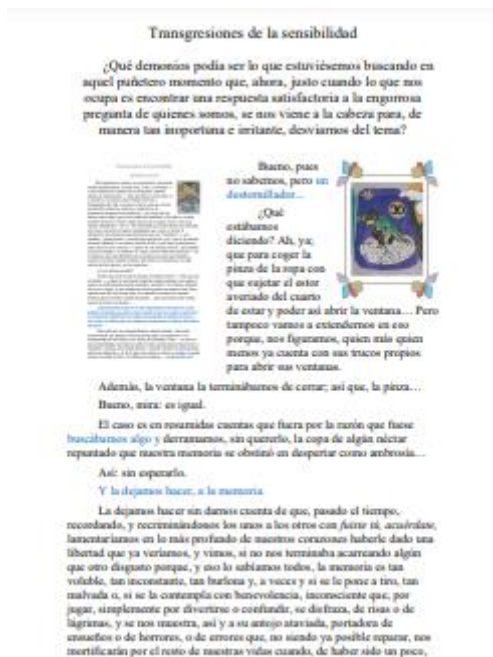 Transgresiones de la sensibilidad
¿Qué demonios podía ser lo que estuviésemos buscando en
aquel puñetero momento que, ahora, justo cuando lo que nos
ocupa es encontrar una respuesta satisfactoria a la engorrosa
pregunta de quienes somos, se nos viene a la cabeza para, de
manera tan inoportuna e irritante, desviarnos del tema?
Bueno, pues
no sabemos, pero un
destornillador...
¿Qué
estábamos
diciendo? Ah, ya;
que para coger la
pinza de la ropa con
que sujetar el estor
averiado del cuarto
de estar y poder así abrir la ventana… Pero
tampoco vamos a extendernos en eso
porque, nos figuramos, quien más quien
menos ya cuenta con sus trucos propios
para abrir sus ventanas.
Además, la ventana la terminábamos de cerrar; así que, la pinza…
Bueno, mira: es igual.
El caso es en resumidas cuentas que fuera por la razón que fuese
buscábamos algo y derramamos, sin quererlo, la copa de algún néctar
repuntado que nuestra memoria se obstinó en despertar como ambrosía…
Así: sin esperarlo.
Y la dejamos hacer, a la memoria
La dejamos hacer sin darnos cuenta de que, pasado el tiempo,
recordando, y recriminándonos los unos a los otros con fuiste tú, acuérdate,
lamentaríamos en lo más profundo de nuestros corazones haberle dado una
libertad que ya veríamos, y vimos, si no nos terminaba acarreando algún
que otro disgusto porque, y eso lo sabíamos todos, la memoria es tan
voluble, tan inconstante, tan burlona y, a veces y si se le pone a tiro, tan
malvada o, si se la contempla con benevolencia, inconsciente que, por
jugar, simplemente por divertirse o confundir, se disfraza, de risas o de
lágrimas, y se nos muestra, así y a su antojo ataviada, portadora de
ensueños o de horrores, o de errores que, no siendo ya posible reparar, nos
mortificarán por el resto de nuestras vidas cuando, de haber sido un poco,